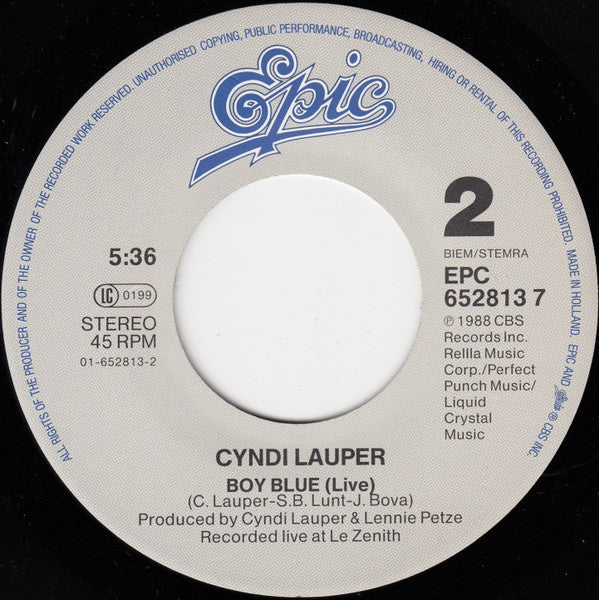 ALL RIGHTS OF THE PRODUCER AND OF THE OWNER OF THE RECORDED WORK RESERVED. UNAUTHORISED COPYING, PUBLIC PERFORMANCE, BROADCASTING, HIRING OR RENTAL OF THIS RECORDING PROHIBITED. MADE IN HOLLAND. EPIC AND Epic ® CBS INC.
Epic
2
BIEM/STEMRA
EPC
652813 7
℗ 1988 CBS
Records Inc.
Rellla Music
Corp./Perfect
Punch Music/
Liquid
Crystal
Music
5:36
LC 0199
STEREO
45 RPM
01-652813-2
CYNDI LAUPER
BOY BLUE (Live)
(C. Lauper-S.B. Lunt-J. Bova)
Produced by Cyndi Lauper & Lennie Petze
Recorded live at Le Zenith